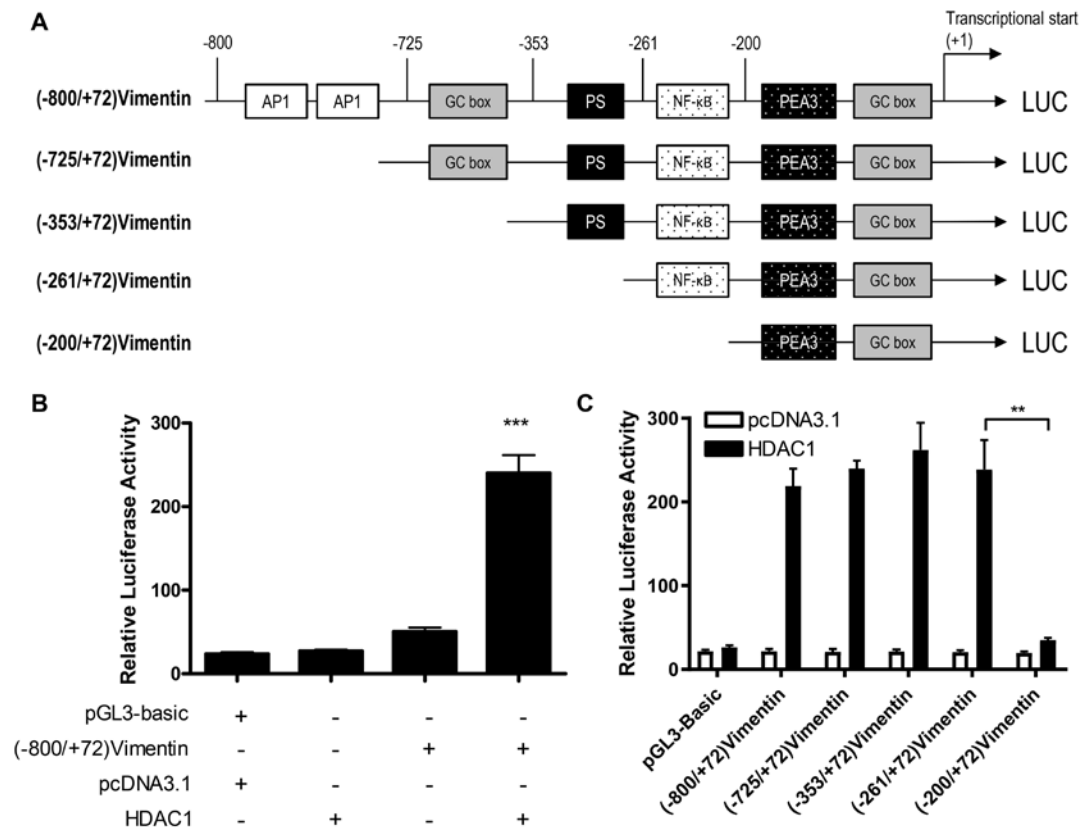 A
Transcriptional start
(+1)
-800 -725 -353 -261 -200
(-800/+72)Vimentin AP1 AP1 GC box PS NF-κB PEA3 GC box LUC
(-725/+72)Vimentin GC box PS NF-κB PEA3 GC box LUC
(-353/+72)Vimentin PS NF-κB PEA3 GC box LUC
(-261/+72)Vimentin NF-κB PEA3 GC box LUC
(-200/+72)Vimentin PEA3 GC box LUC
B
Relative Luciferase Activity
300
200
100
0
***
pGL3-basic + - - -
(-800/+72)Vimentin - - + +
pcDNA3.1 + - - -
HDAC1 - + - +
C
Relative Luciferase Activity
300
200
100
0
pcDNA3.1
HDAC1
**
pGL3-Basic
(-800/+72)Vimentin
(-725/+72)Vimentin
(-353/+72)Vimentin
(-261/+72)Vimentin
(-200/+72)Vimentin